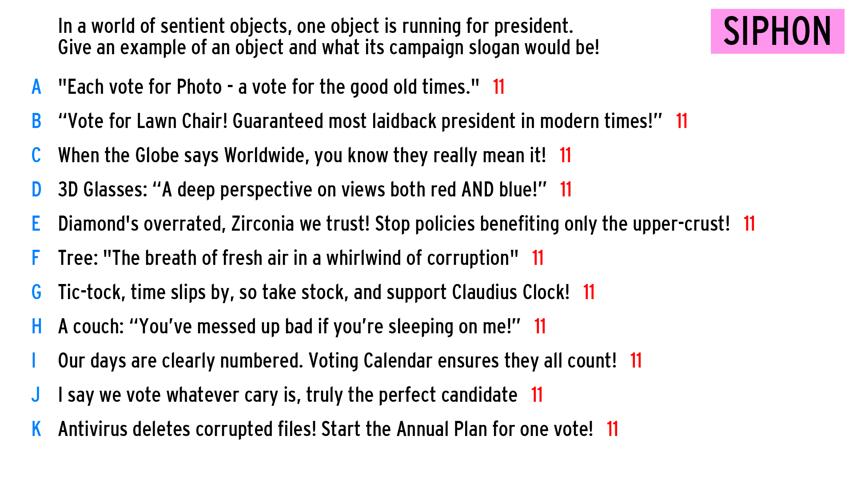 In a world of sentient objects, one object is running for president.
Give an example of an object and what its campaign slogan would be!
SIPHON
A "Each vote for Photo - a vote for the good old times." 11
B “Vote for Lawn Chair! Guaranteed most laidback president in modern times!” 11
C When the Globe says Worldwide, you know they really mean it! 11
D 3D Glasses: “A deep perspective on views both red AND blue!” 11
E Diamond's overrated, Zirconia we trust! Stop policies benefiting only the upper-crust! 11
F Tree: "The breath of fresh air in a whirlwind of corruption" 11
G Tic-tock, time slips by, so take stock, and support Claudius Clock! 11
H A couch: “You’ve messed up bad if you’re sleeping on me!” 11
I Our days are clearly numbered. Voting Calendar ensures they all count! 11
J I say we vote whatever cary is, truly the perfect candidate 11
K Antivirus deletes corrupted files! Start the Annual Plan for one vote! 11